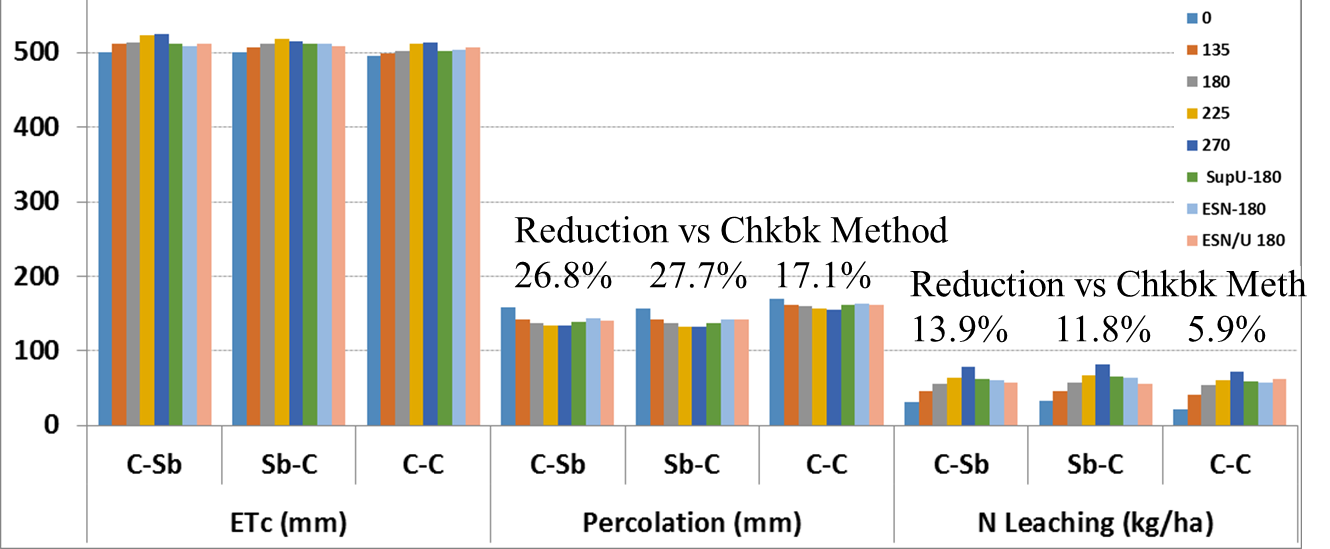 500
400
300
200
100
0
0
135
180
225
270
SupU-180
ESN-180
ESN/U 180
Reduction vs Chkbk Method
26.8% 27.7% 17.1%
Reduction vs Chkbk Meth
13.9% 11.8% 5.9%
C-Sb Sb-C C-C C-Sb Sb-C C-C C-Sb Sb-C C-C
ETc (mm) Percolation (mm) N Leaching (kg/ha)